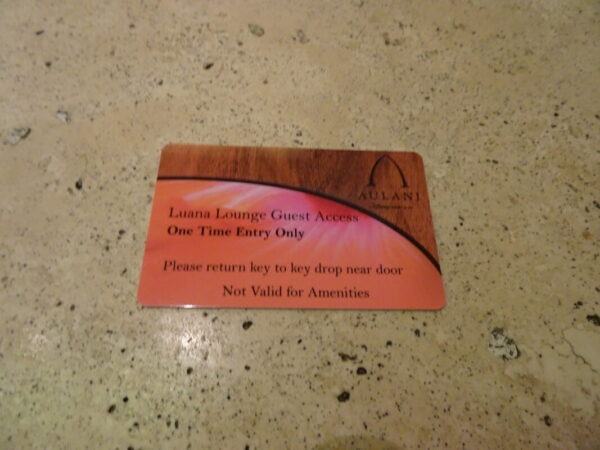 AULANI
Luana Lounge Guest Access
One Time Entry Only
Please return key to key drop near door
Not Valid for Amenities